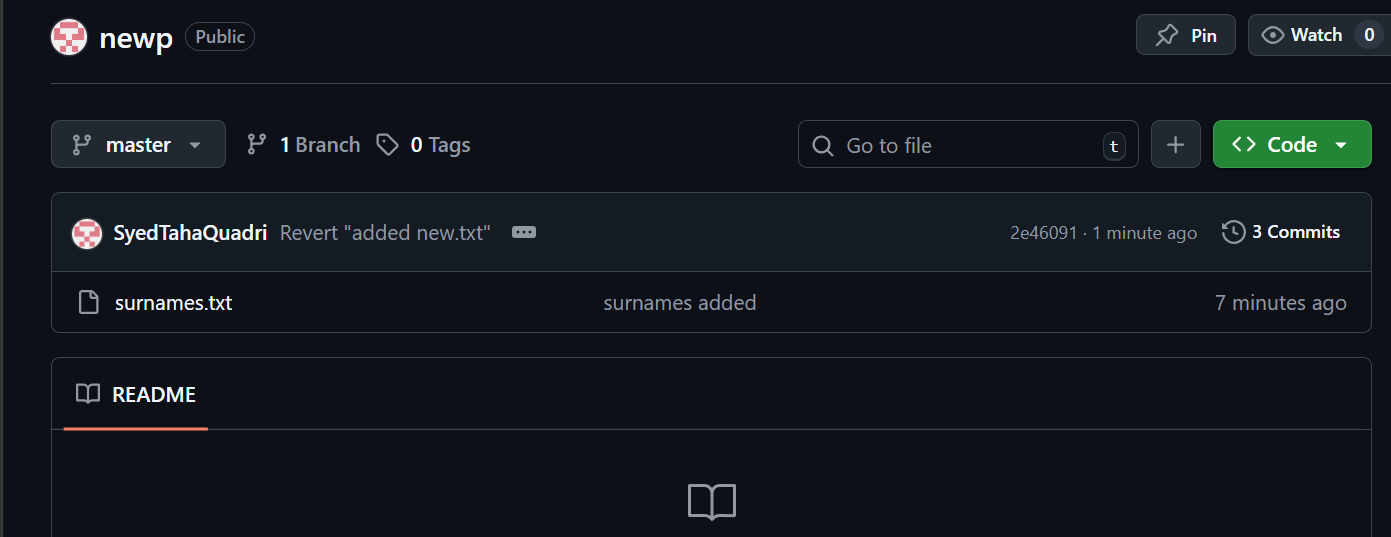 newp Public Pin Watch 0
master 1 Branch 0 Tags Go to file t Code
SyedTahaQuadri Revert "added new.txt" 2e46091 · 1 minute ago 3 Commits
surnames.txt surnames added 7 minutes ago
README